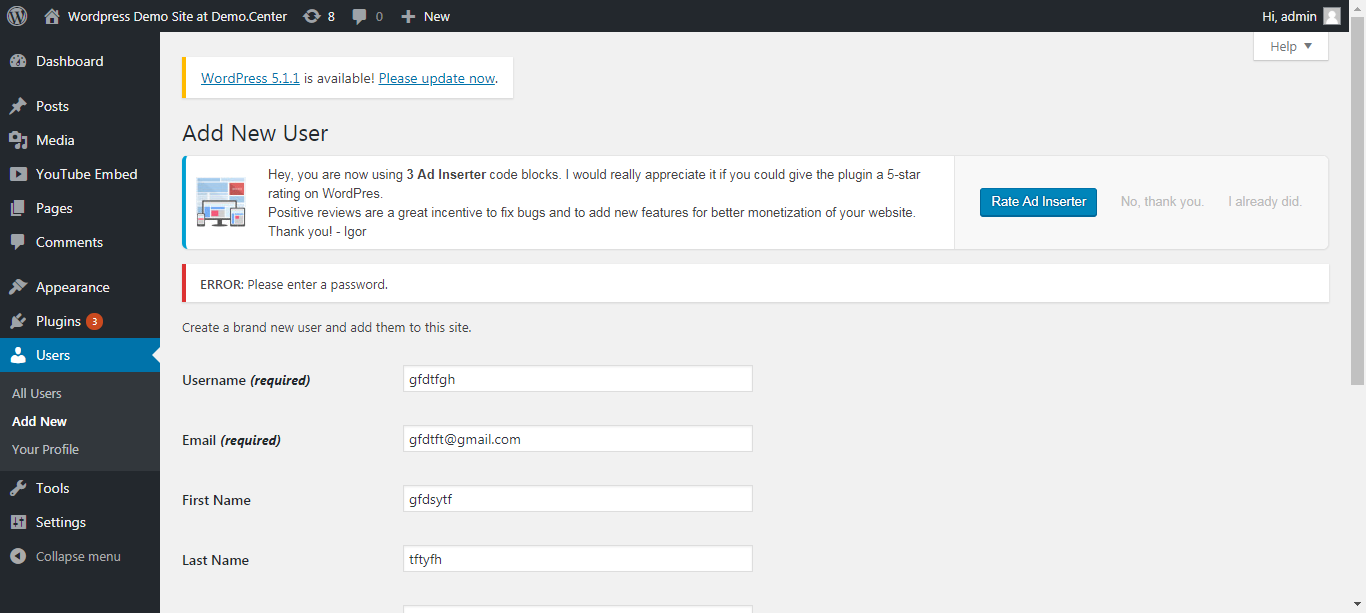 Wordpress Demo Site at Demo.Center 8 0 New Hi, admin
Help
Dashboard
Posts
Media
YouTube Embed
Pages
Comments
Appearance
Plugins 3
Users
All Users
Add New
Your Profile
Tools
Settings
Collapse menu
WordPress 5.1.1 is available! Please update now.
Add New User
Hey, you are now using 3 Ad Inserter code blocks. I would really appreciate it if you could give the plugin a 5-star
rating on WordPres.
Positive reviews are a great incentive to fix bugs and to add new features for better monetization of your website.
Thank you! - Igor
Rate Ad Inserter No, thank you. I already did.
ERROR: Please enter a password.
Create a brand new user and add them to this site.
Username (required) gfdtfgh
Email (required) gfdtft@gmail.com
First Name gfdsytf
Last Name tftyfh